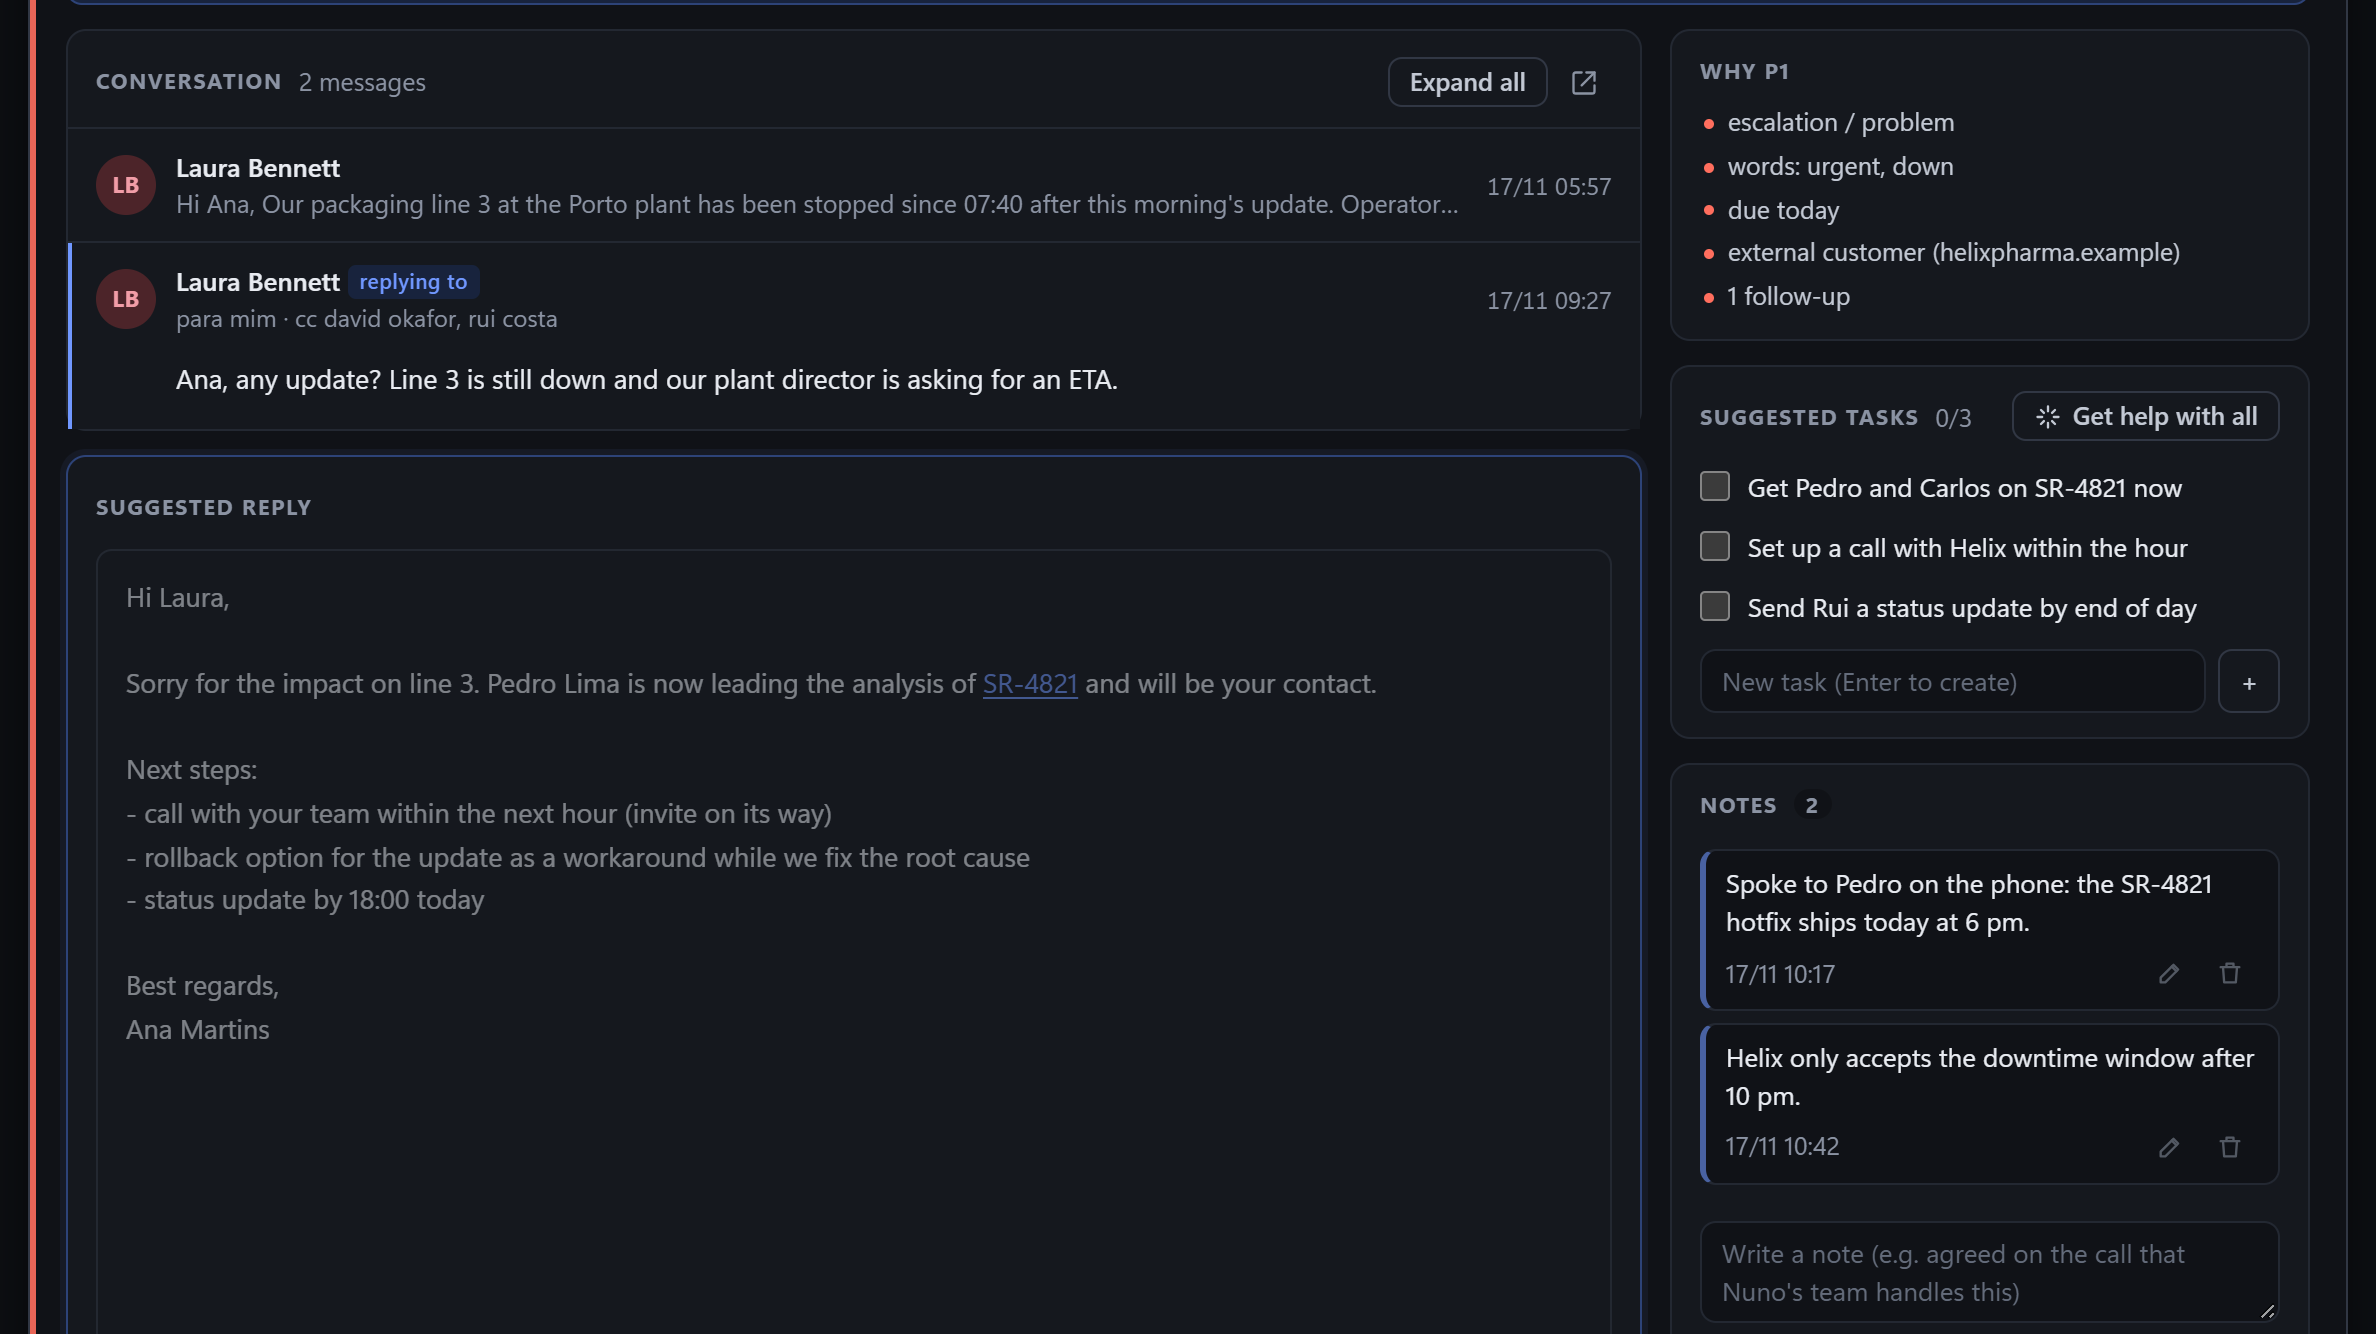 CONVERSATION 2 messages
Expand all
LB
Laura Bennett
Hi Ana, Our packaging line 3 at the Porto plant has been stopped since 07:40 after this morning's update. Operator...
17/11 05:57
LB
Laura Bennett replying to
para mim · cc david okafor, rui costa
17/11 09:27
Ana, any update? Line 3 is still down and our plant director is asking for an ETA.
SUGGESTED REPLY
Hi Laura,
Sorry for the impact on line 3. Pedro Lima is now leading the analysis of SR-4821 and will be your contact.
Next steps:
- call with your team within the next hour (invite on its way)
- rollback option for the update as a workaround while we fix the root cause
- status update by 18:00 today
Best regards,
Ana Martins
WHY P1
escalation / problem
words: urgent, down
due today
external customer (helixpharma.example)
1 follow-up
SUGGESTED TASKS 0/3
Get help with all
Get Pedro and Carlos on SR-4821 now
Set up a call with Helix within the hour
Send Rui a status update by end of day
New task (Enter to create)
+
NOTES 2
Spoke to Pedro on the phone: the SR-4821
hotfix ships today at 6 pm.
17/11 10:17
Helix only accepts the downtime window after
10 pm.
17/11 10:42
Write a note (e.g. agreed on the call that
Nuno's team handles this)